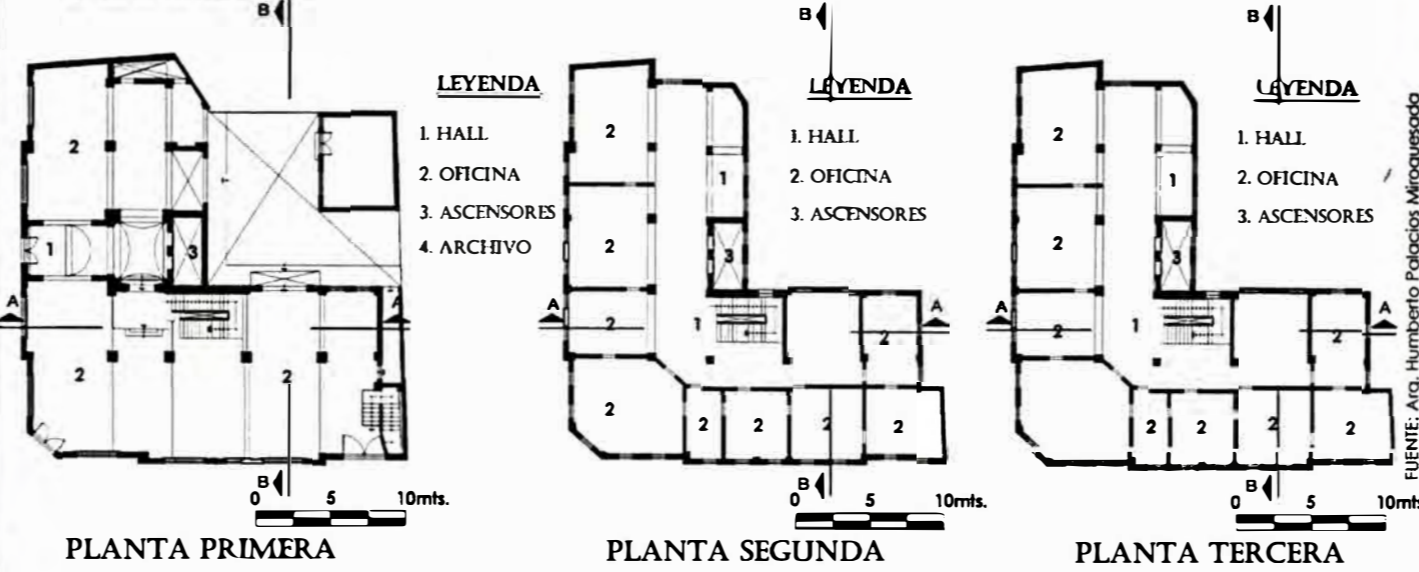 B
2
1
3
A
A
2
2
B
LEYENDA
1. HALL
2. OFICINA
3. ASCENSORES
4. ARCHIVO
0 5 10mts.
PLANTA PRIMERA
B
2
1
2
3
A
A
2
1
2
2
2
2
2
2
B
LEYENDA
1. HALL
2. OFICINA
3. ASCENSORES
0 5 10mts.
PLANTA SEGUNDA
B
2
1
2
3
A
A
2
1
2
2
2
2
2
B
LEYENDA
1. HALL
2. OFICINA
3. ASCENSORES
0 5 10mts.
PLANTA TERCERA
FUENTE: Arq. Humberto Palacios Miroquesada